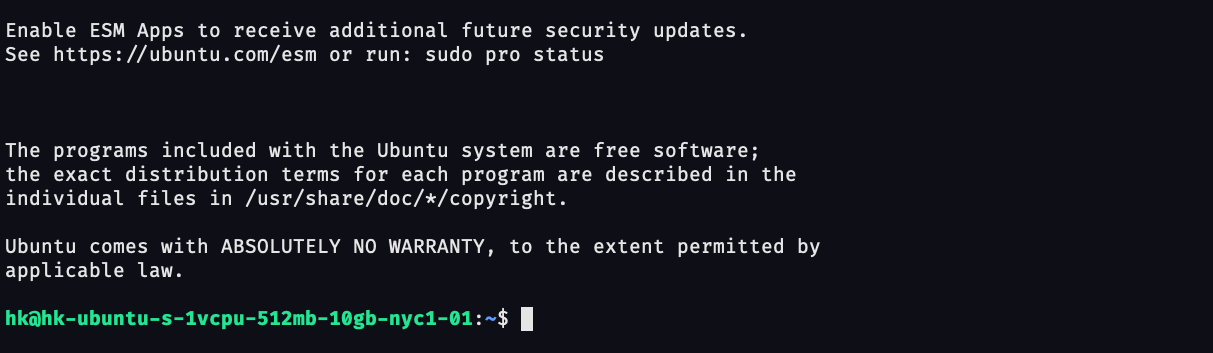 Enable ESM Apps to receive additional future security updates.
See https://ubuntu.com/esm or run: sudo pro status
The programs included with the Ubuntu system are free software;
the exact distribution terms for each program are described in the
individual files in /usr/share/doc/*/copyright.
Ubuntu comes with ABSOLUTELY NO WARRANTY, to the extent permitted by
applicable law.
hk@hk-ubuntu-s-1vcpu-512mb-10gb-nyc1-01:~$